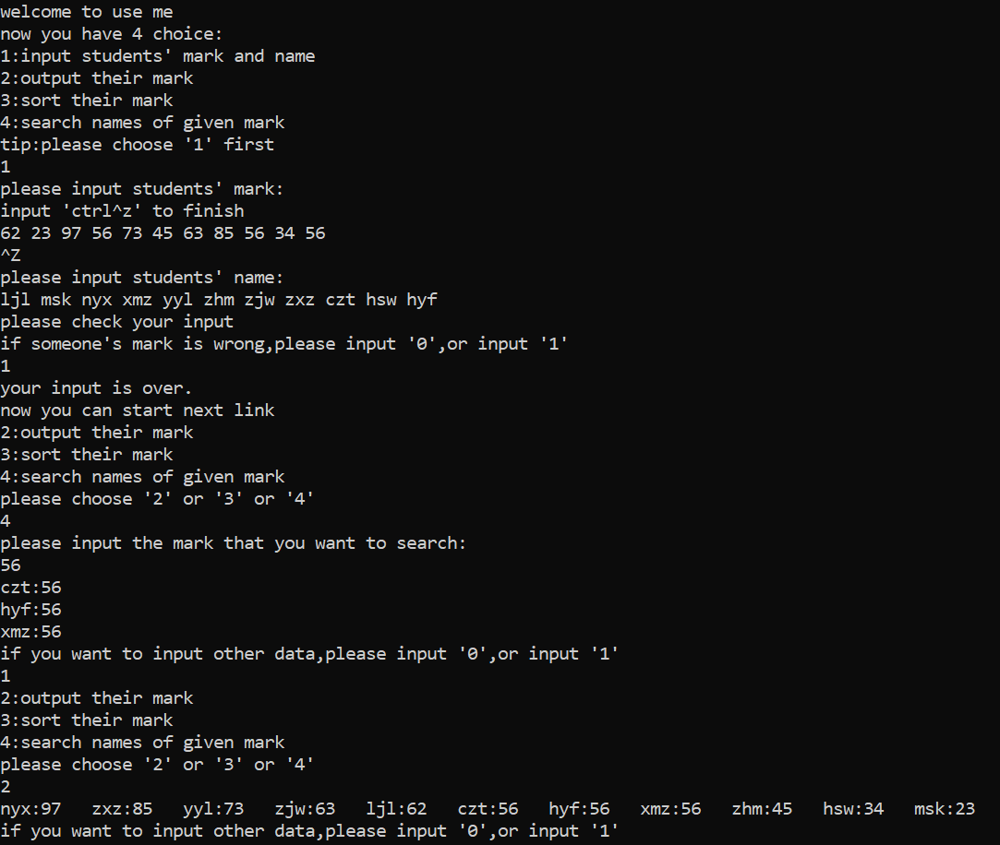 welcome to use me
now you have 4 choice:
1:input students' mark and name
2:output their mark
3:sort their mark
4:search names of given mark
tip:please choose '1' first
1
please input students' mark:
input 'ctrl^z' to finish
62 23 97 56 73 45 63 85 56 34 56
^Z
please input students' name:
ljl msk nyx xmz yyl zhm zjw zxz czt hsw hyf
please check your input
if someone's mark is wrong,please input '0',or input '1'
1
your input is over.
now you can start next link
2:output their mark
3:sort their mark
4:search names of given mark
please choose '2' or '3' or '4'
4
please input the mark that you want to search:
56
czt:56
hyf:56
xmz:56
if you want to input other data,please input '0',or input '1'
1
2:output their mark
3:sort their mark
4:search names of given mark
please choose '2' or '3' or '4'
2
nyx:97   zxz:85   yyl:73   zjw:63   ljl:62   czt:56   hyf:56   xmz:56   zhm:45   hsw:34   msk:23
if you want to input other data,please input '0',or input '1'